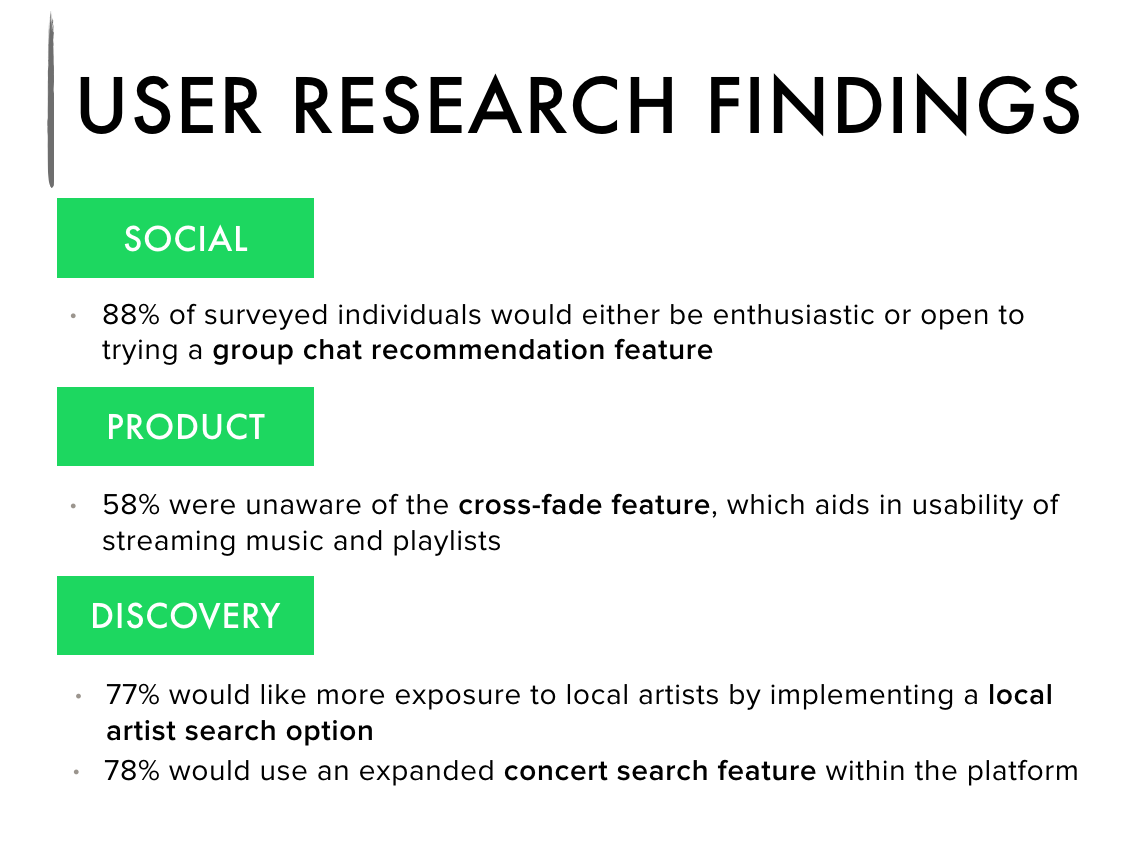 USER RESEARCH FINDINGS
SOCIAL
• 88% of surveyed individuals would either be enthusiastic or open to
trying a group chat recommendation feature
PRODUCT
• 58% were unaware of the cross-fade feature, which aids in usability of
streaming music and playlists
DISCOVERY
• 77% would like more exposure to local artists by implementing a local
artist search option
• 78% would use an expanded concert search feature within the platform